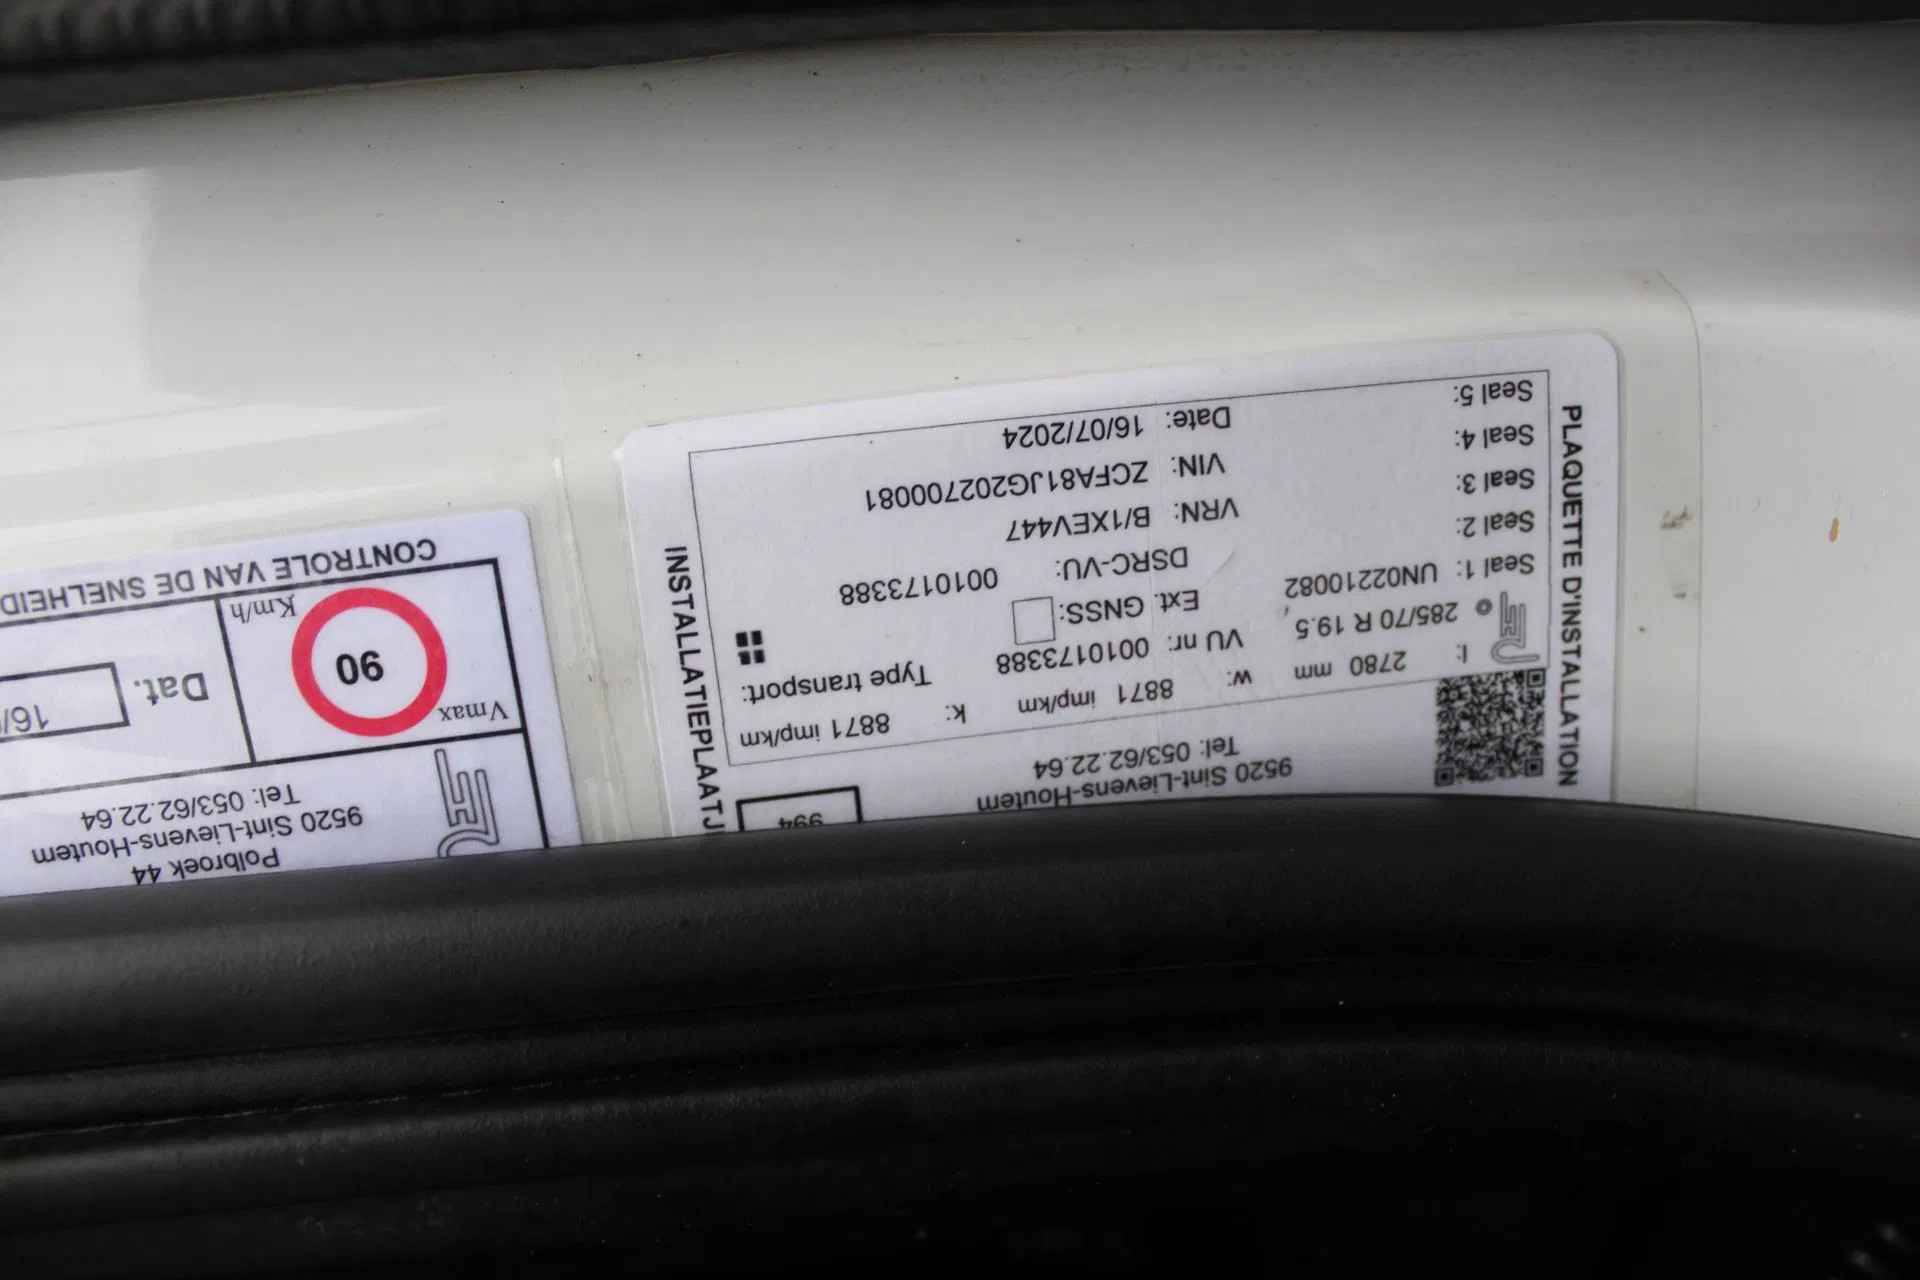 994
9520 Sint-Lievens-Houtem
Tel: 053/62.22.64
PLAQUETTE D'INSTALLATION
INSTALLATIEPLAATJ
l: 2780 mm w: 8871 imp/km k: 8871 imp/km
285/70 R 19.5, VU nr: 0010173388 Type transport:
Seal 1: UN02210082 Ext. GNSS:
Seal 2: DSRC-VU: 0010173388
Seal 3: VRN: B/1XEV447
Seal 4: VIN: ZCFA81JG202700081
Seal 5: Date: 16/07/2024
Polbroek 44
9520 Sint-Lievens-Houtem
Tel: 053/62.22.64
Vmax 90 Km/h
Dat. 16/
CONTROLE VAN DE SNELHEID